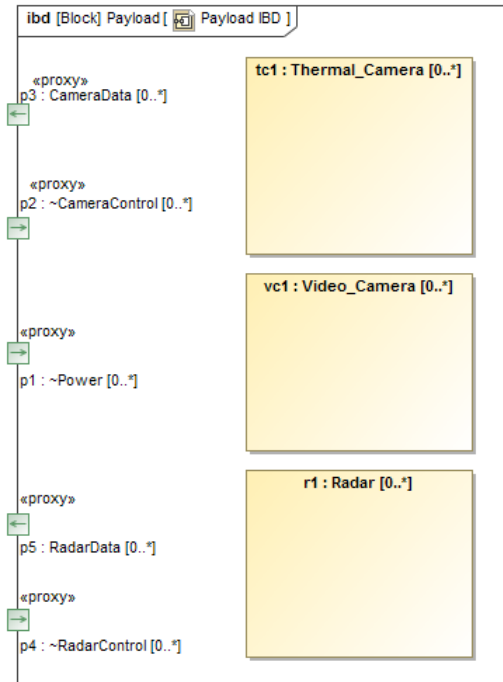 ibd [Block] Payload [ Payload IBD ]
tc1 : Thermal_Camera [0..*]
«proxy»
p3 : CameraData [0..*]
«proxy»
p2 : ~CameraControl [0..*]
vc1 : Video_Camera [0..*]
«proxy»
p1 : ~Power [0..*]
r1 : Radar [0..*]
«proxy»
p5 : RadarData [0..*]
«proxy»
p4 : ~RadarControl [0..*]